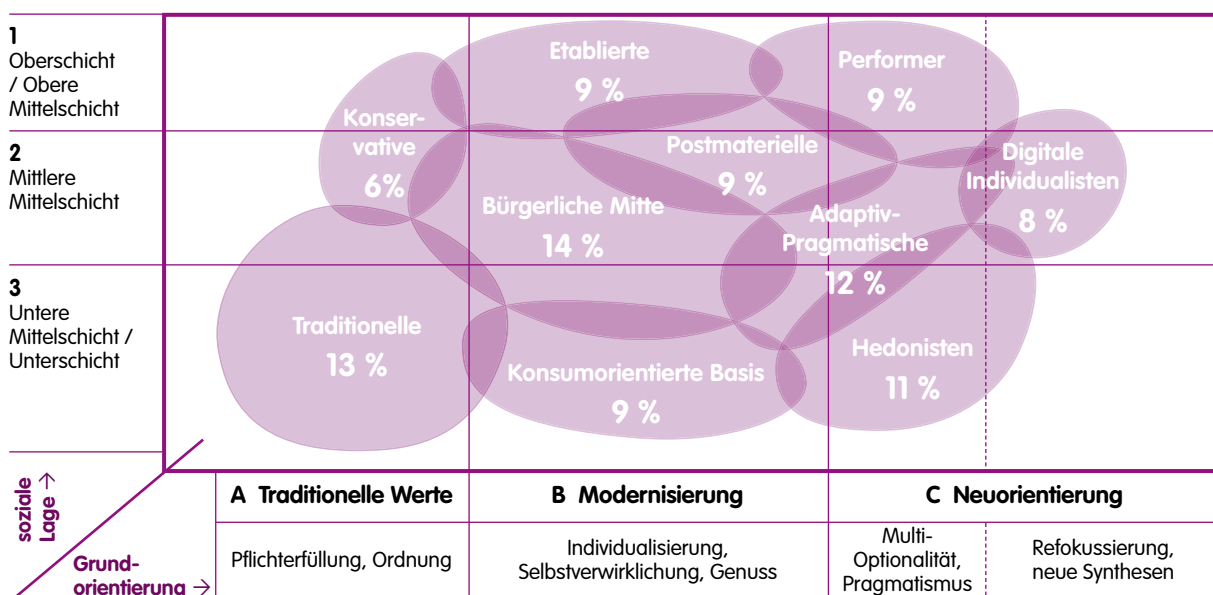 1
Oberschicht
/ Obere
Mittelschicht
2
Mittlere
Mittelschicht
3
Untere
Mittelschicht /
Unterschicht
Etablierte
9 %
Performer
9 %
Konser-
vative
6%
Postmaterielle
9 %
Digitale
Individualisten
8 %
Bürgerliche Mitte
14 %
Adaptiv-
Pragmatische
12 %
Traditionelle
13 %
Konsumorientierte Basis
9 %
Hedonisten
11 %
soziale
Lage →
Grund-
orientierung →
A Traditionelle Werte
B Modernisierung
C Neuorientierung
Pflichterfüllung, Ordnung
Individualisierung,
Selbstverwirklichung, Genuss
Multi-
Optionalität,
Pragmatismus
Refokussierung,
neue Synthesen